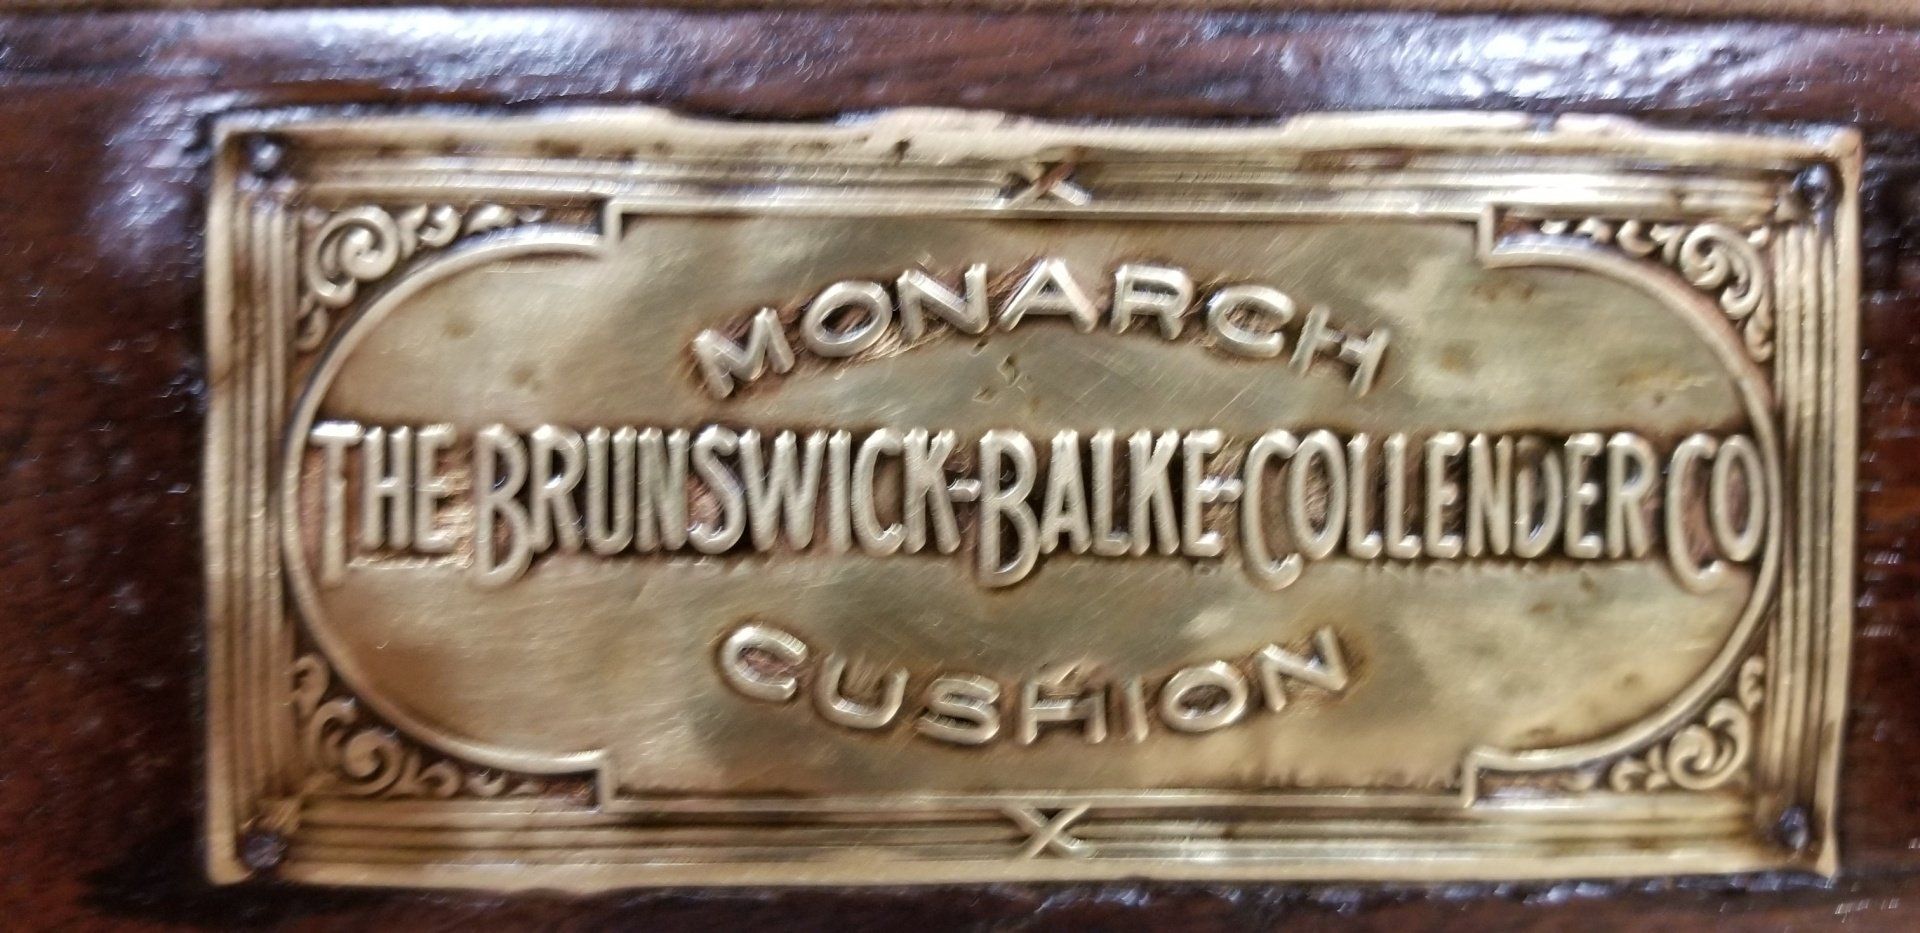 MONARCH
THE BRUNSWICK-BALKE-COLLENDER CO
CUSHION